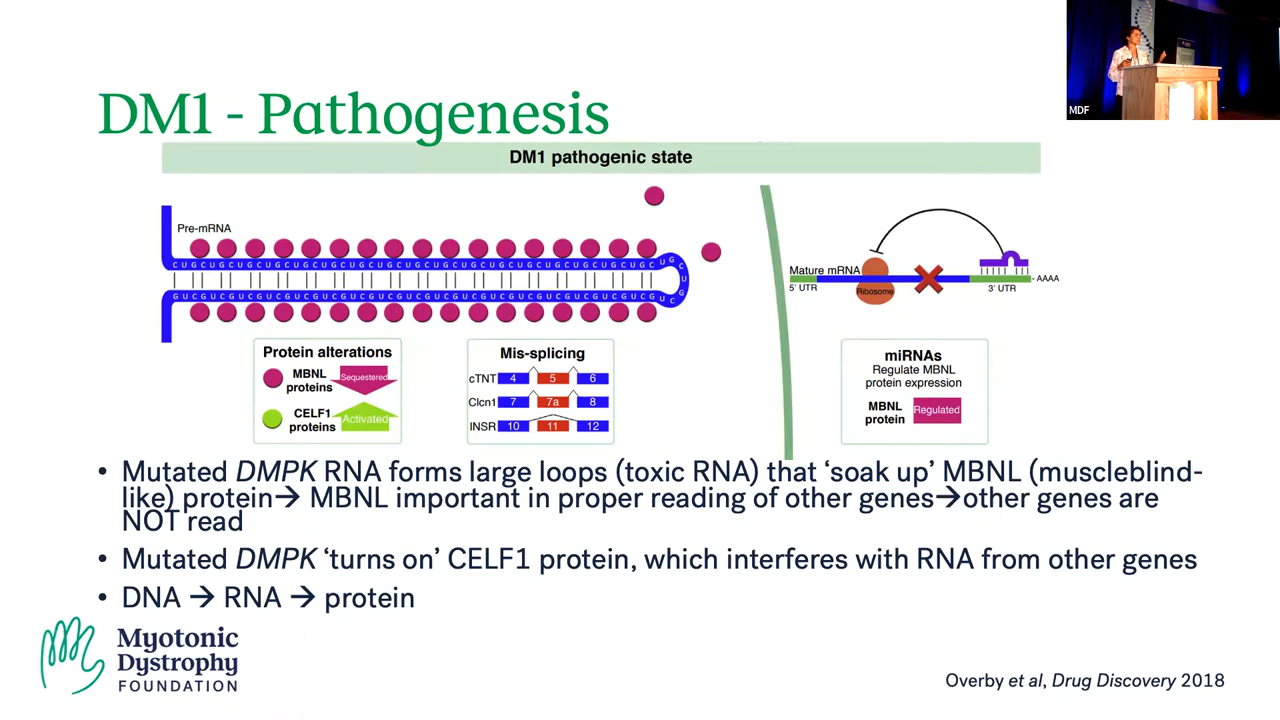 MDF
DM1 - Pathogenesis
DM1 pathogenic state
Pre-mRNA
C U G C U G C U G C U G C U G C U G C U G C U G C U G C U G C U G C U G C U G C U G C U G C U G C U G C
U G C U G C U G C
G U C G U C G U C G U C G U C G U C G U C G U C G U C G U C G U C G U C G U C G U C G U C G U C G U C G
Mature mRNA
5' UTR
Ribosome
3' UTR
- AAAA
Protein alterations
MBNL proteins
Sequestered
CELF1 proteins
Activated
Mis-splicing
cTNT 4 5 6
Clcn1 7 7a 8
INSR 10 11 12
miRNAs
Regulate MBNL
protein expression
MBNL protein
Regulated
• Mutated DMPK RNA forms large loops (toxic RNA) that ‘soak up’ MBNL (muscleblind-
like) protein→ MBNL important in proper reading of other genes→other genes are
NOT read
• Mutated DMPK ‘turns on’ CELF1 protein, which interferes with RNA from other genes
• DNA → RNA → protein
Myotonic
Dystrophy
FOUNDATION
Overby et al, Drug Discovery 2018